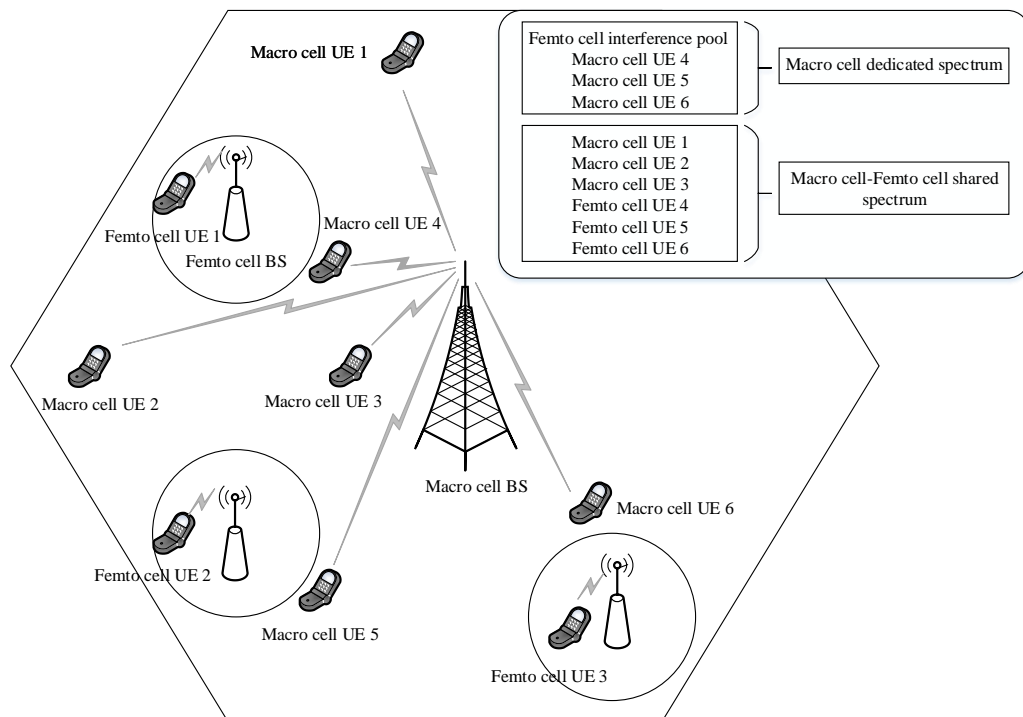 Macro cell UE 1
Femto cell interference pool
Macro cell UE 4
Macro cell UE 5
Macro cell UE 6
Macro cell dedicated spectrum
Macro cell UE 1
Macro cell UE 2
Macro cell UE 3
Femto cell UE 4
Femto cell UE 5
Femto cell UE 6
Macro cell-Femto cell shared
spectrum
Femto cell UE 1
Macro cell UE 4
Femto cell BS
Macro cell UE 2
Macro cell UE 3
Macro cell BS
Macro cell UE 6
Femto cell UE 2
Macro cell UE 5
Femto cell UE 3